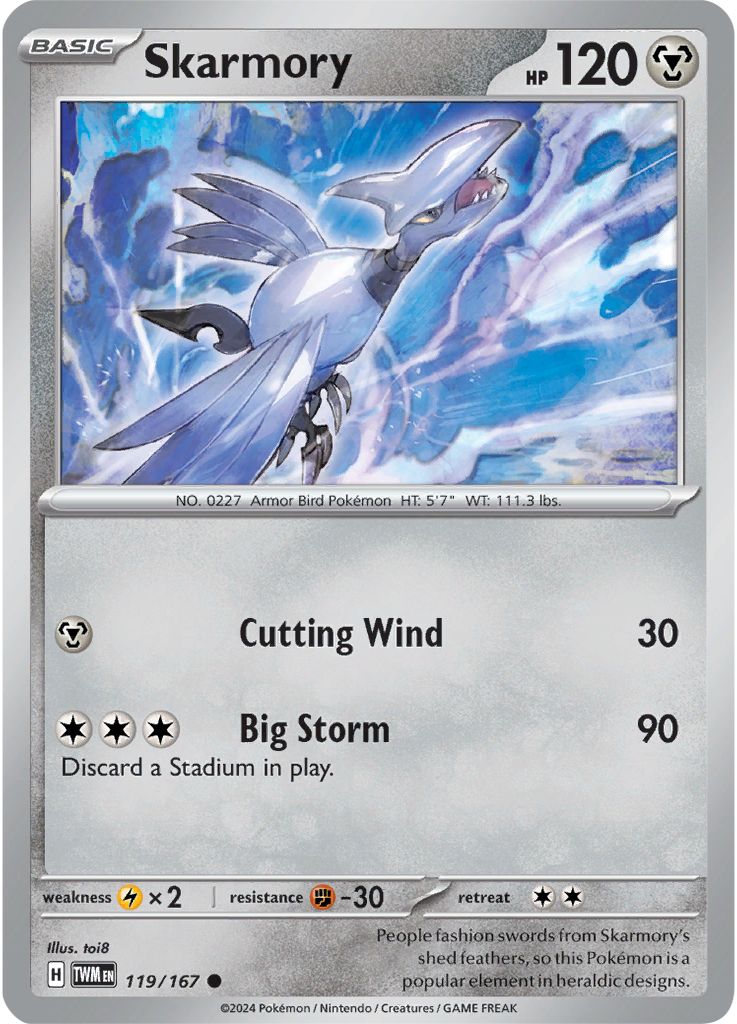 BASIC
Skarmory
HP 120
NO. 0227 Armor Bird Pokémon HT: 5'7" WT: 111.3 lbs.
Cutting Wind 30
Big Storm 90
Discard a Stadium in play.
weakness ×2 resistance -30 retreat
Illus. toi8
H TWM EN 119/167
People fashion swords from Skarmory's
shed feathers, so this Pokémon is a
popular element in heraldic designs.
©2024 Pokémon / Nintendo / Creatures / GAME FREAK